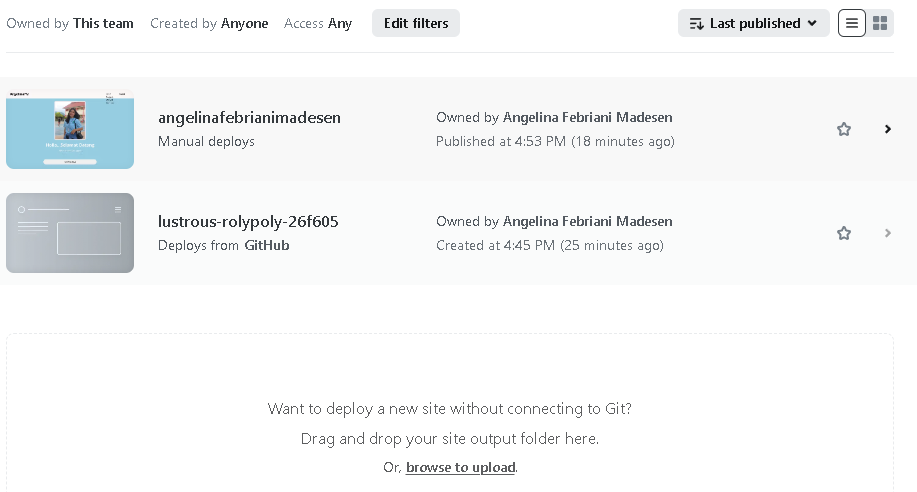 Owned by This team Created by Anyone Access Any Edit filters Last published
angelinafebrianimadesen
Manual deploys
Owned by Angelina Febriani Madesen
Published at 4:53 PM (18 minutes ago)
lustrous-rolypoly-26f605
Deploys from GitHub
Owned by Angelina Febriani Madesen
Created at 4:45 PM (25 minutes ago)
Want to deploy a new site without connecting to Git?
Drag and drop your site output folder here.
Or, browse to upload.